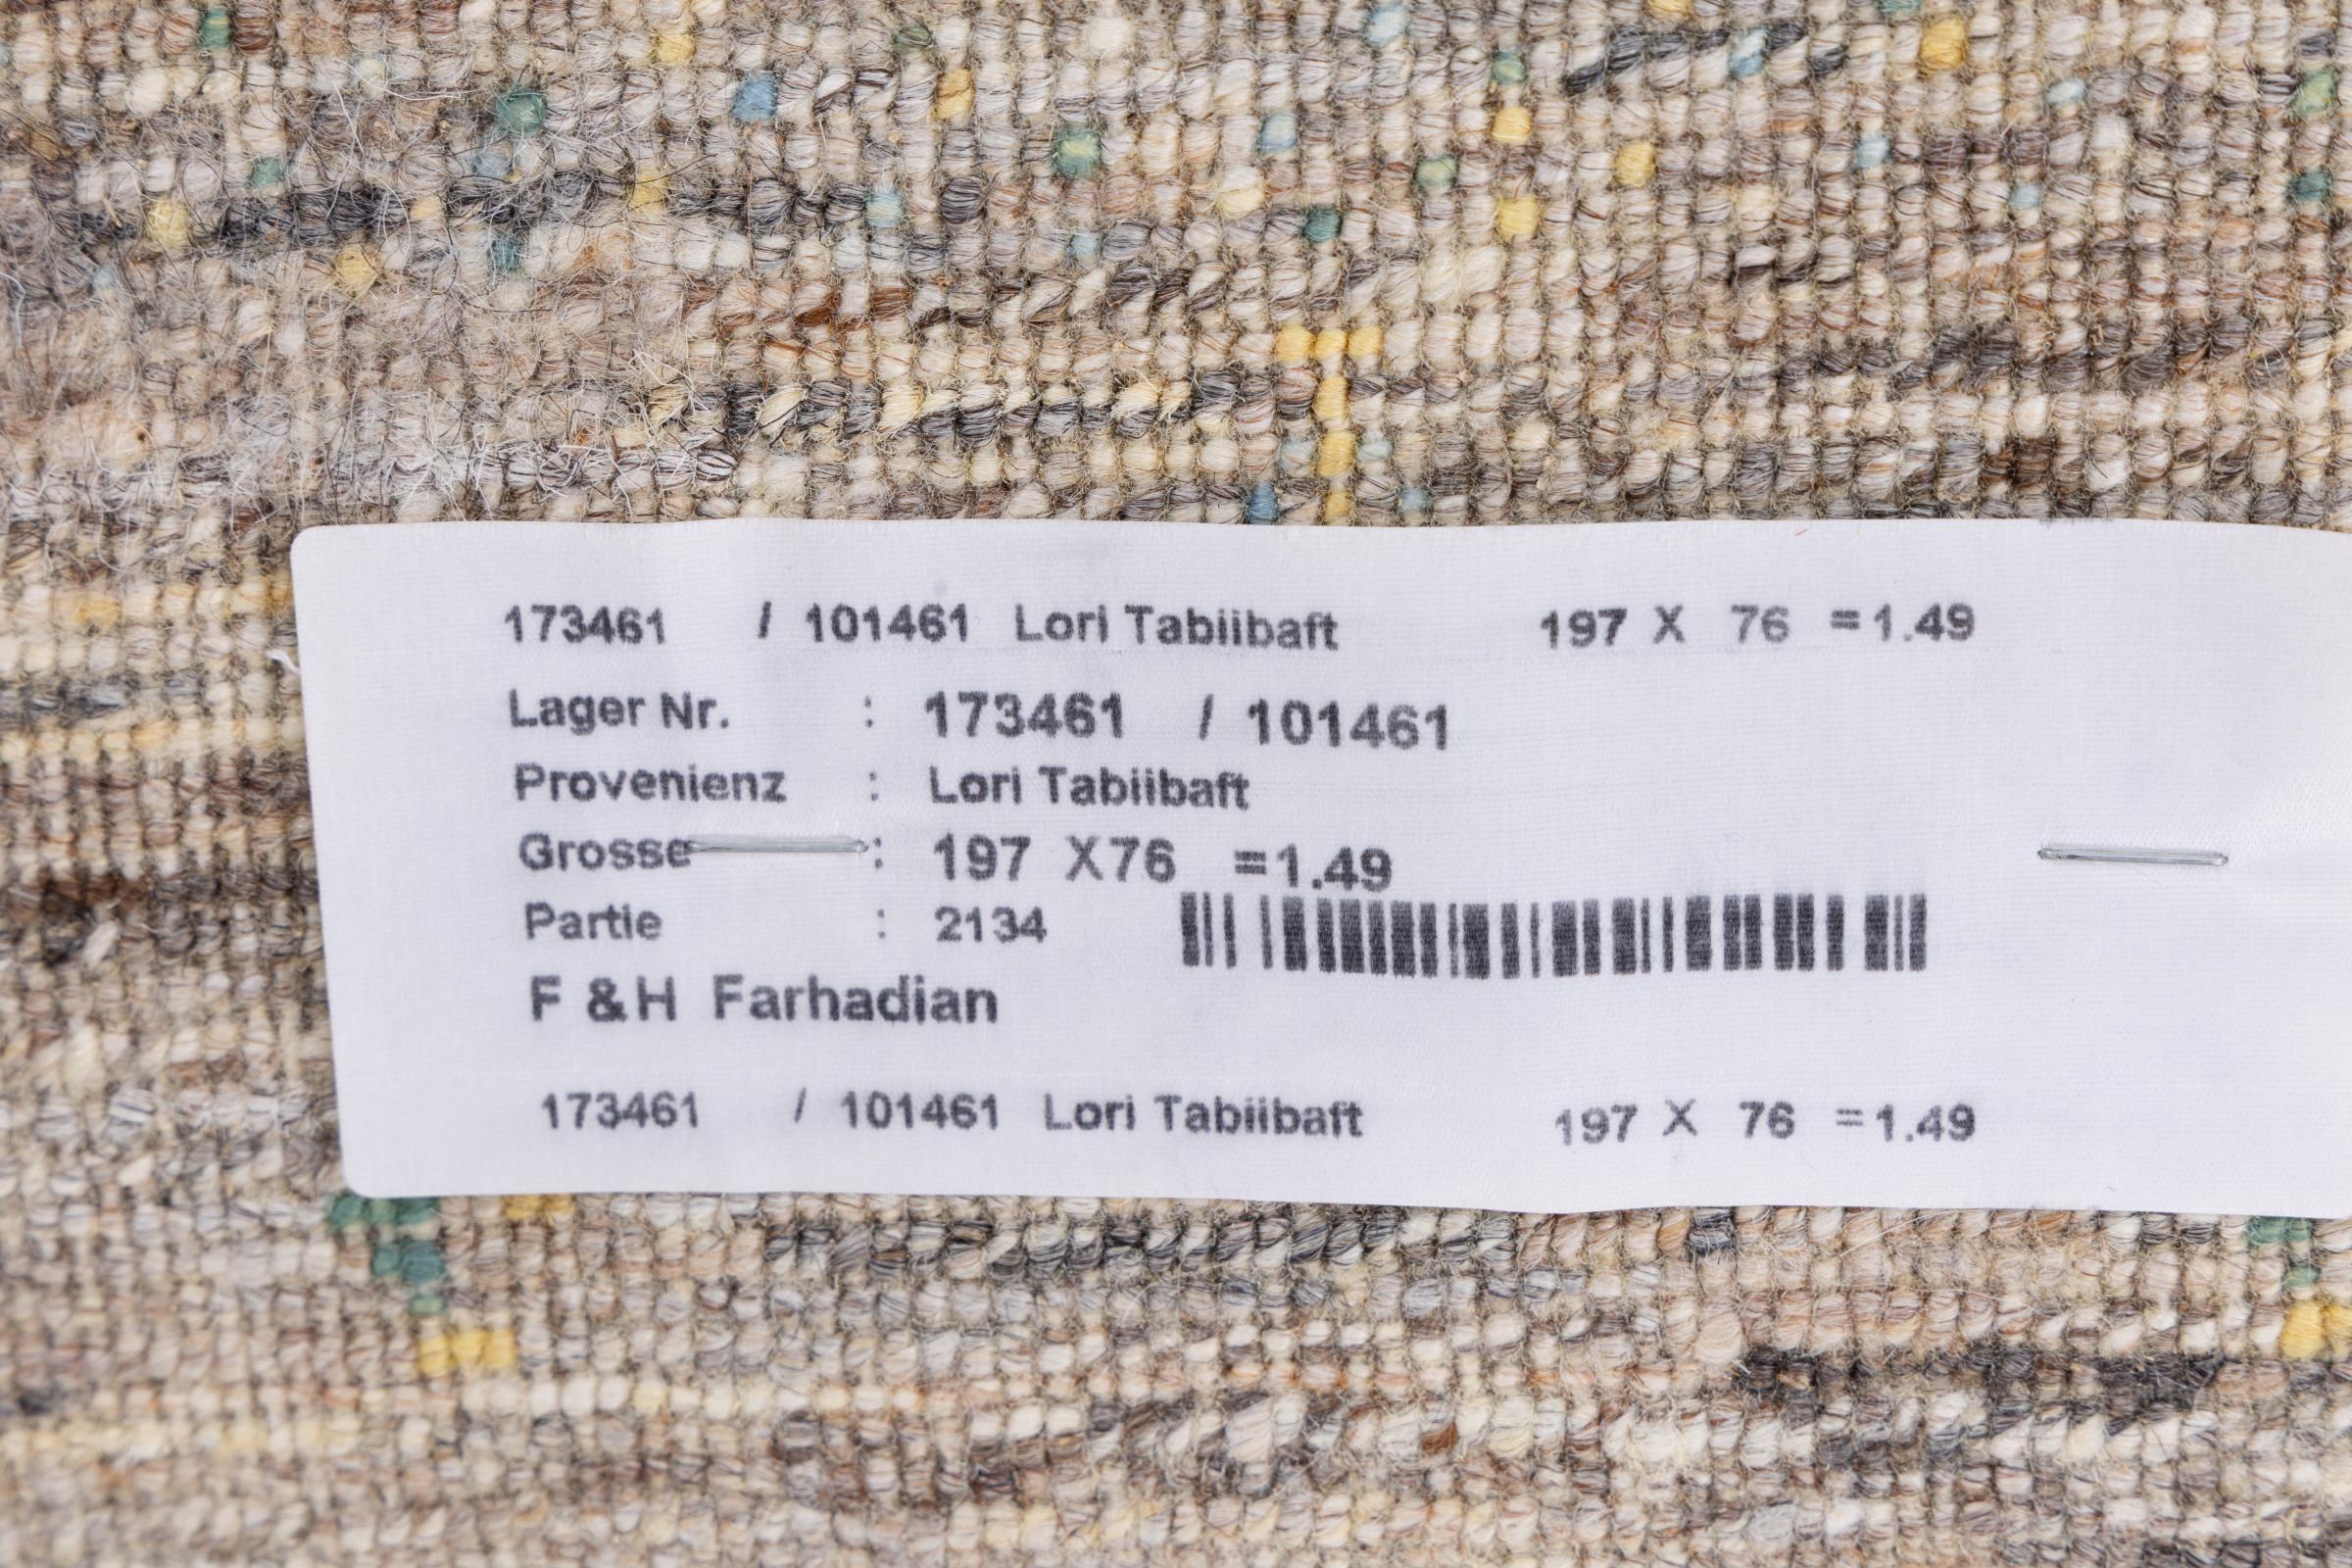 173461 / 101461 Lori Tabiibaft 197 X 76 =1.49
Lager Nr. : 173461 / 101461
Provenienz : Lori Tabiibaft
Grosse : 197 X76 =1.49
Partie : 2134
F &H Farhadian
173461 / 101461 Lori Tabiibaft 197 X 76 =1.49